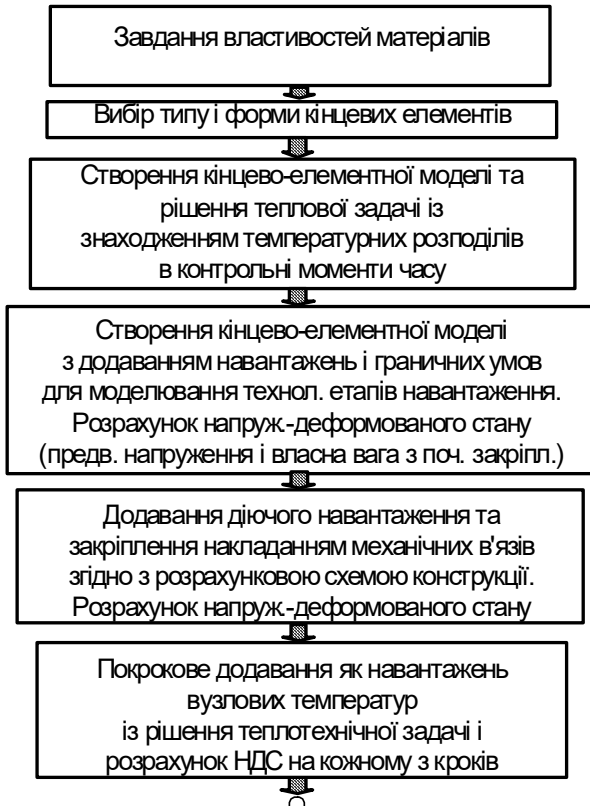 Завдання властивостей матеріалів
Вибір типу і форми кінцевих елементів
Створення кінцево-елементної моделі та
рішення теплової задачі із
знаходженням температурних розподілів
в контрольні моменти часу
Створення кінцево-елементної моделі
з додаванням навантажень і граничних умов
для моделювання технол. етапів навантаження.
Розрахунок напруж.-деформованого стану
(предв. напруження і власна вага з поч. закріпл.)
Додавання діючого навантаження та
закріплення накладанням механічних в'язів
згідно з розрахунковою схемою конструкції.
Розрахунок напруж.-деформованого стану
Покрокове додавання як навантажень
вузлових температур
із рішення теплотехнічної задачі і
розрахунок НДС на кожному з кроків